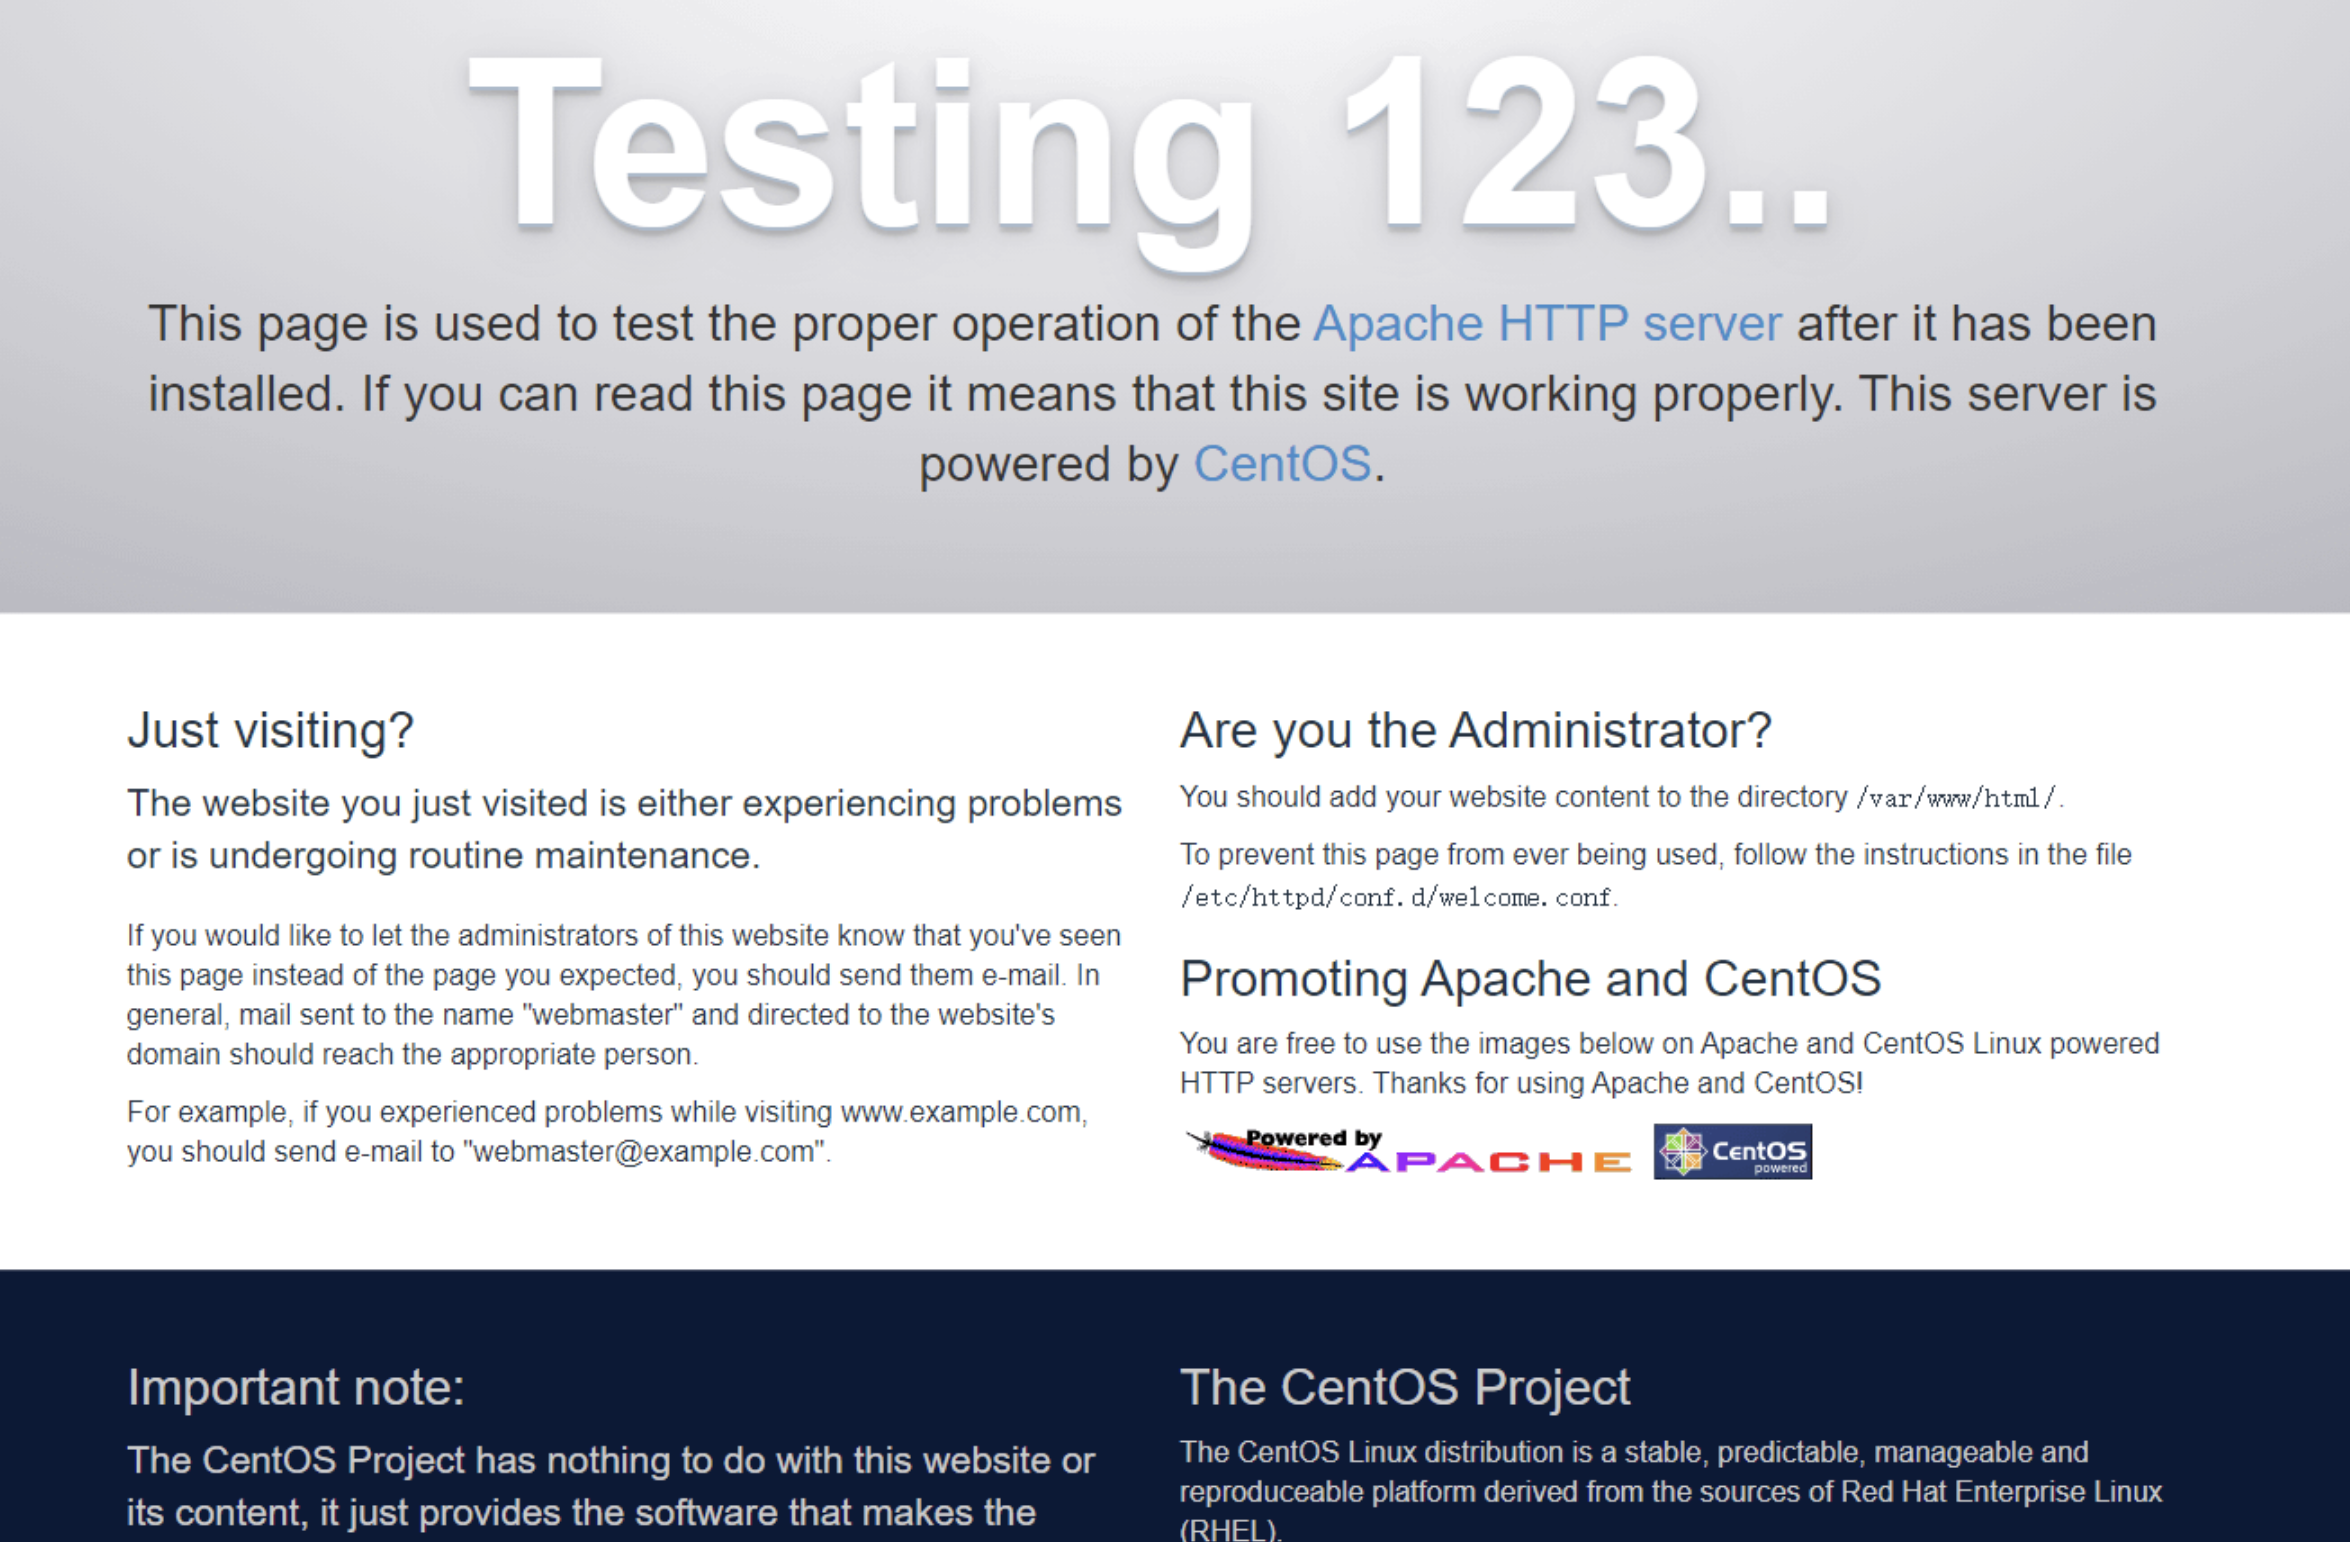 Testing 123..
This page is used to test the proper operation of the Apache HTTP server after it has been
installed. If you can read this page it means that this site is working properly. This server is
powered by CentOS.
Just visiting?
The website you just visited is either experiencing problems
or is undergoing routine maintenance.
If you would like to let the administrators of this website know that you've seen
this page instead of the page you expected, you should send them e-mail. In
general, mail sent to the name "webmaster" and directed to the website's
domain should reach the appropriate person.
For example, if you experienced problems while visiting www.example.com,
you should send e-mail to "webmaster@example.com".
Are you the Administrator?
You should add your website content to the directory /var/www/html/.
To prevent this page from ever being used, follow the instructions in the file
/etc/httpd/conf.d/welcome.conf.
Promoting Apache and CentOS
You are free to use the images below on Apache and CentOS Linux powered
HTTP servers. Thanks for using Apache and CentOS!
Powered by
APACHE
CentOS
powered
Important note:
The CentOS Project has nothing to do with this website or
its content, it just provides the software that makes the
The CentOS Project
The CentOS Linux distribution is a stable, predictable, manageable and
reproduceable platform derived from the sources of Red Hat Enterprise Linux
(RHEL).